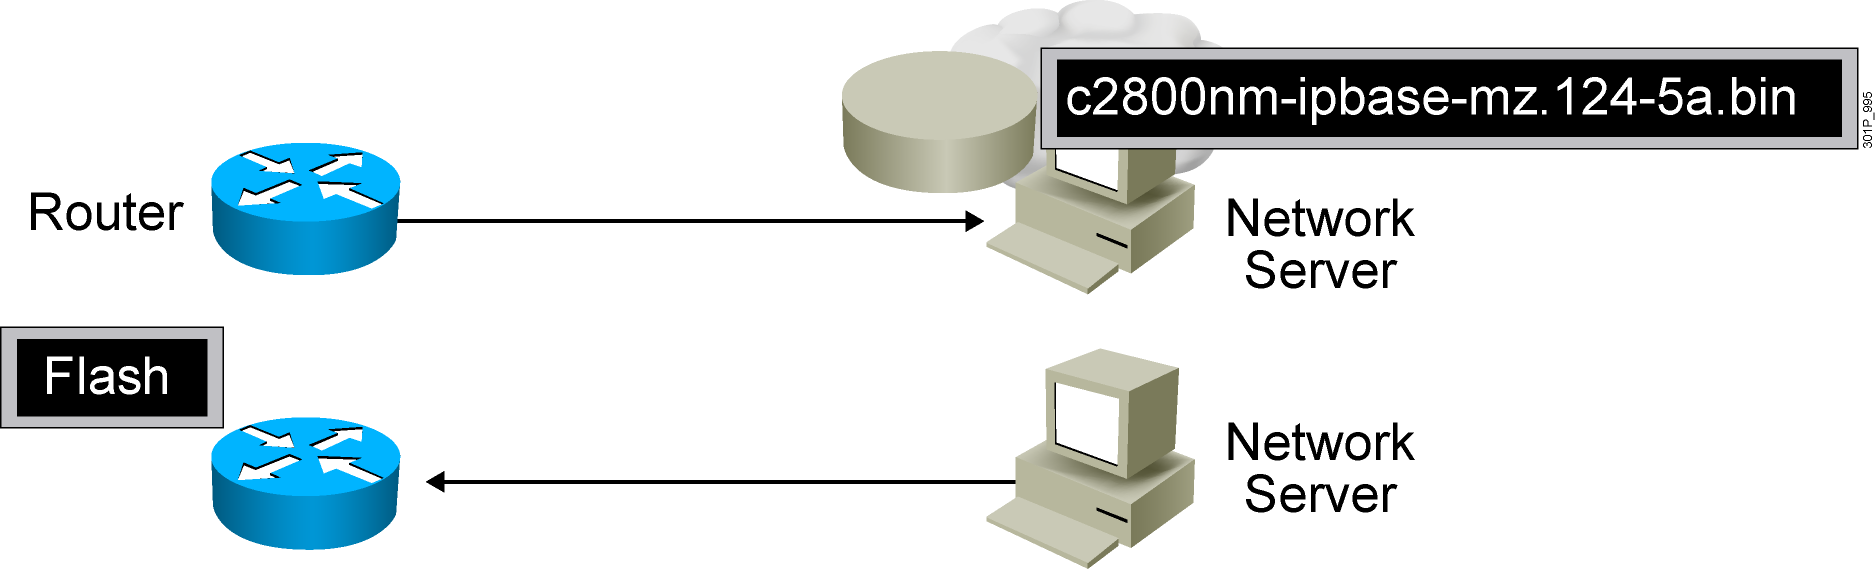 c2800nm-ipbase-mz.124-5a.bin
301P_995
Router
Network
Server
Flash
Network
Server